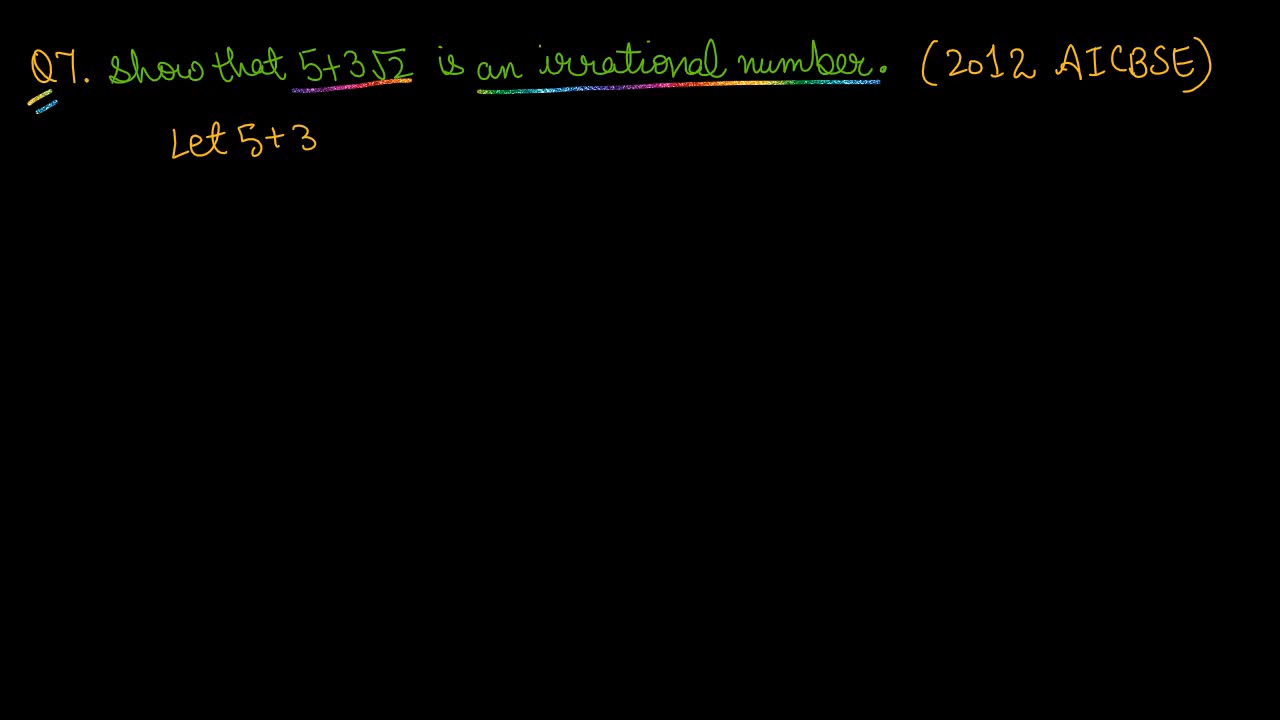 Q7. Show that 5+3√2 is an irrational number. (2012 AICBSE)
Let 5+3